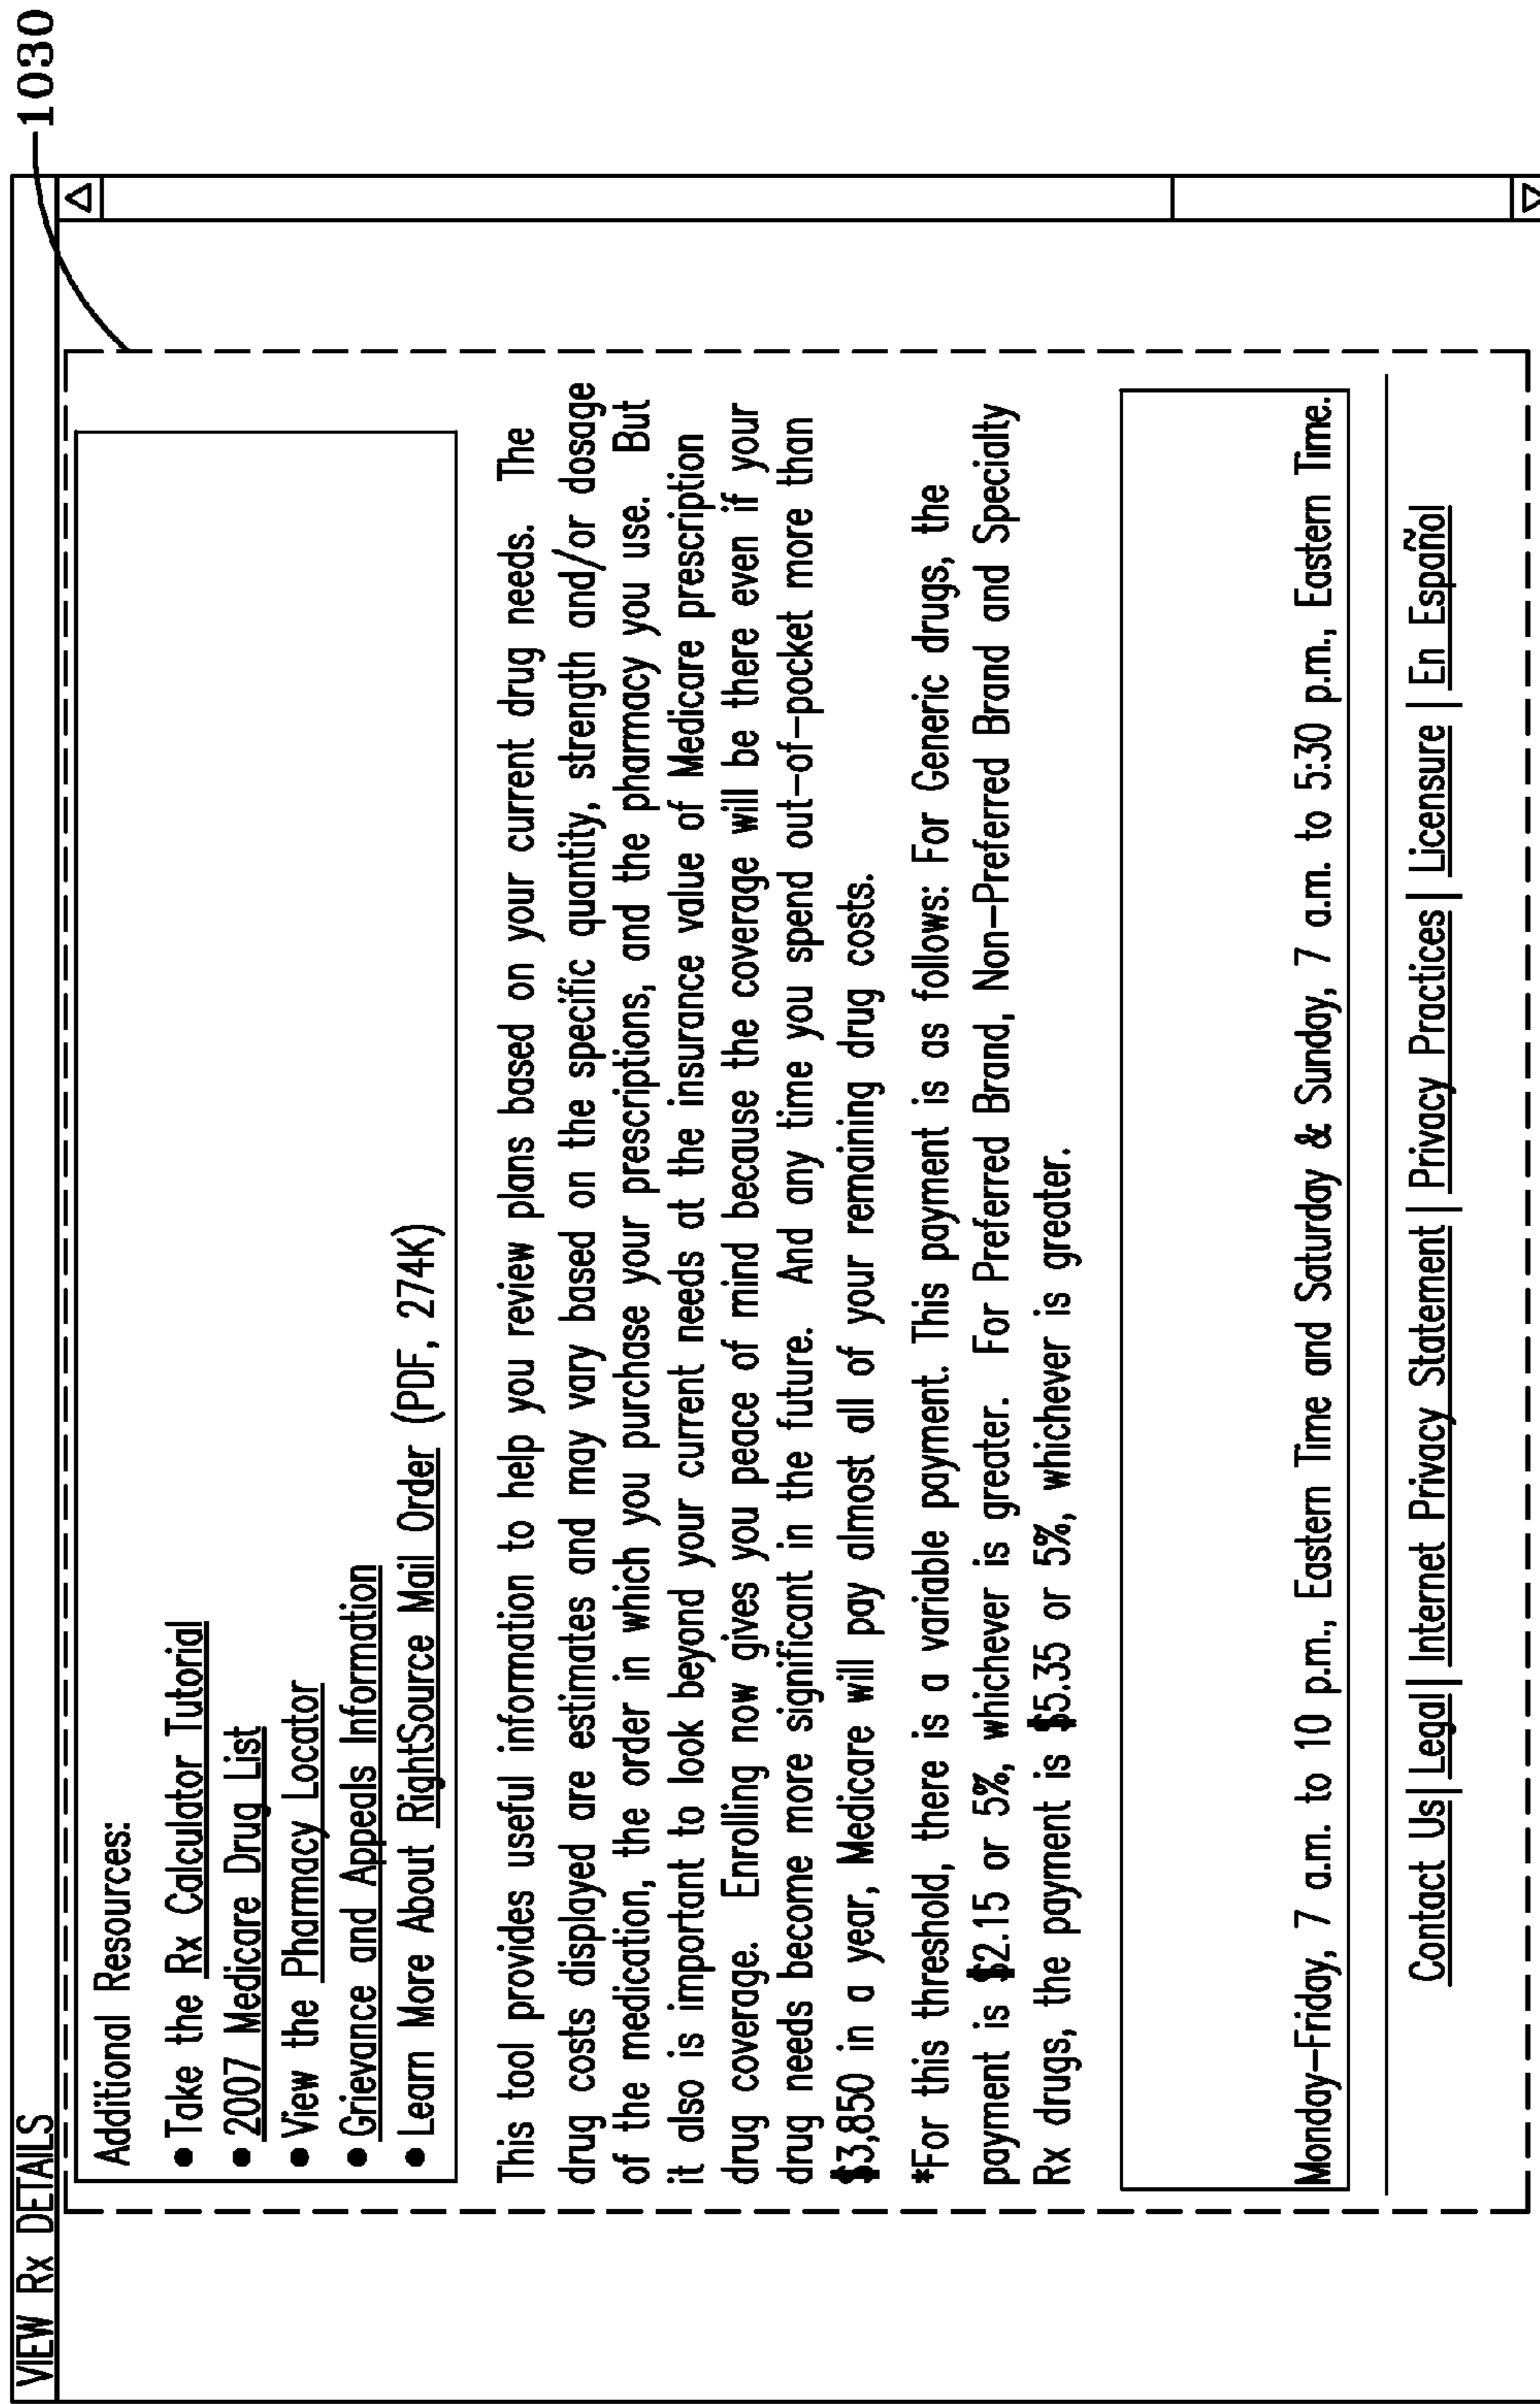 1030
VIEW Rx DETAILS
Additional Resources:
● Take the Rx Calculator Tutorial
● 2007 Medicare Drug List
● View the Pharmacy Locator
● Grievance and Appeals Information
● Learn More About RightSource Mail Order (PDF, 274K)
This tool provides useful information to help you review plans based on your current drug needs. The
drug costs displayed are estimates and may vary based on the specific quantity, strength and/or dosage
of the medication, the order in which you purchase your prescriptions, and the pharmacy you use. But
it also is important to look beyond your current needs at the insurance value of Medicare prescription
drug coverage. Enrolling now gives you peace of mind because the coverage will be there even if your
drug needs become more significant in the future. And any time you spend out-of-pocket more than
$3,850 in a year, Medicare will pay almost all of your remaining drug costs.
*For this threshold, there is a variable payment. This payment is as follows: For Generic drugs, the
payment is $2.15 or 5%, whichever is greater. For Preferred Brand, Non-Preferred Brand and Specialty
Rx drugs, the payment is $5.35 or 5%, whichever is greater.
Monday-Friday, 7 a.m. to 10 p.m., Eastern Time and Saturday & Sunday, 7 a.m. to 5:30 p.m., Eastern Time.
Contact Us | Legal | Internet Privacy Statement | Privacy Practices | Licensure | En Español